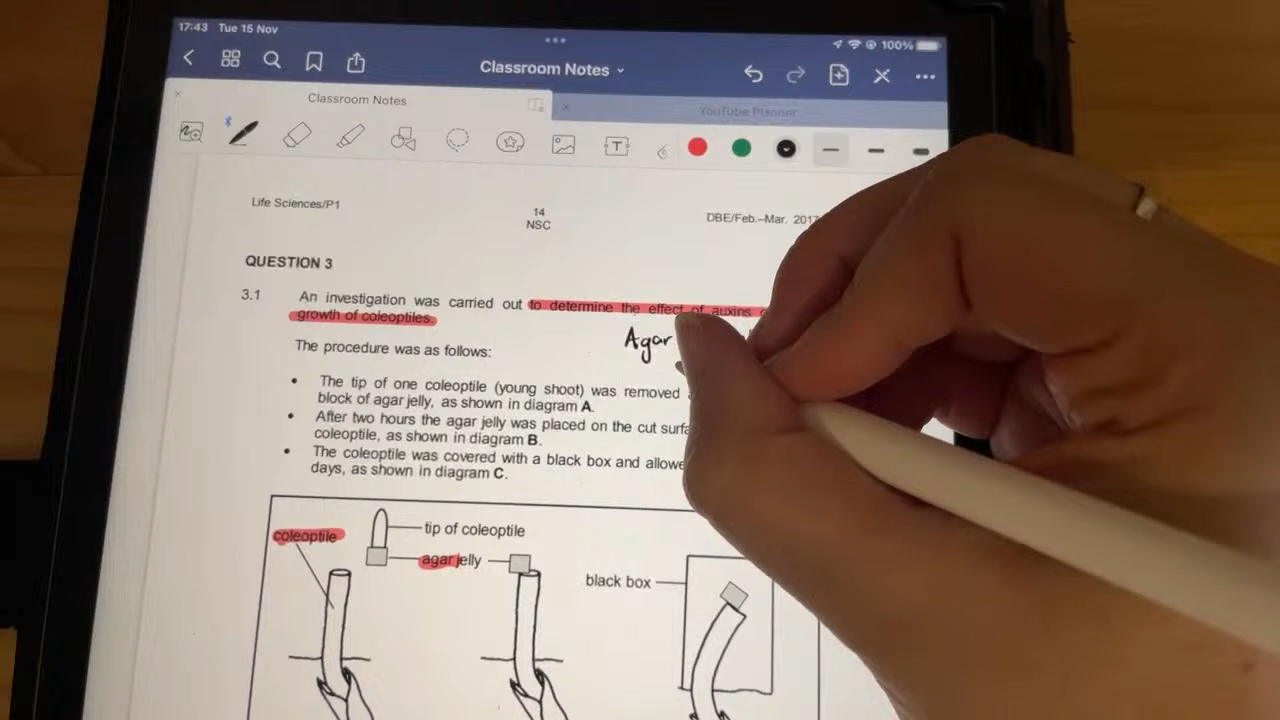 17:43 Tue 15 Nov
100%
Classroom Notes
Classroom Notes
YouTube Planner
T
Life Sciences/P1
14
NSC
DBE/Feb.–Mar. 2017
QUESTION 3
3.1 An investigation was carried out to determine the effect of auxins
growth of coleoptiles.
Agar
The procedure was as follows:
• The tip of one coleoptile (young shoot) was removed
block of agar jelly, as shown in diagram A.
• After two hours the agar jelly was placed on the cut
coleoptile, as shown in diagram B.
• The coleoptile was covered with a black box and
days, as shown in diagram C.
tip of coleoptile
coleoptile
agar jelly
black box